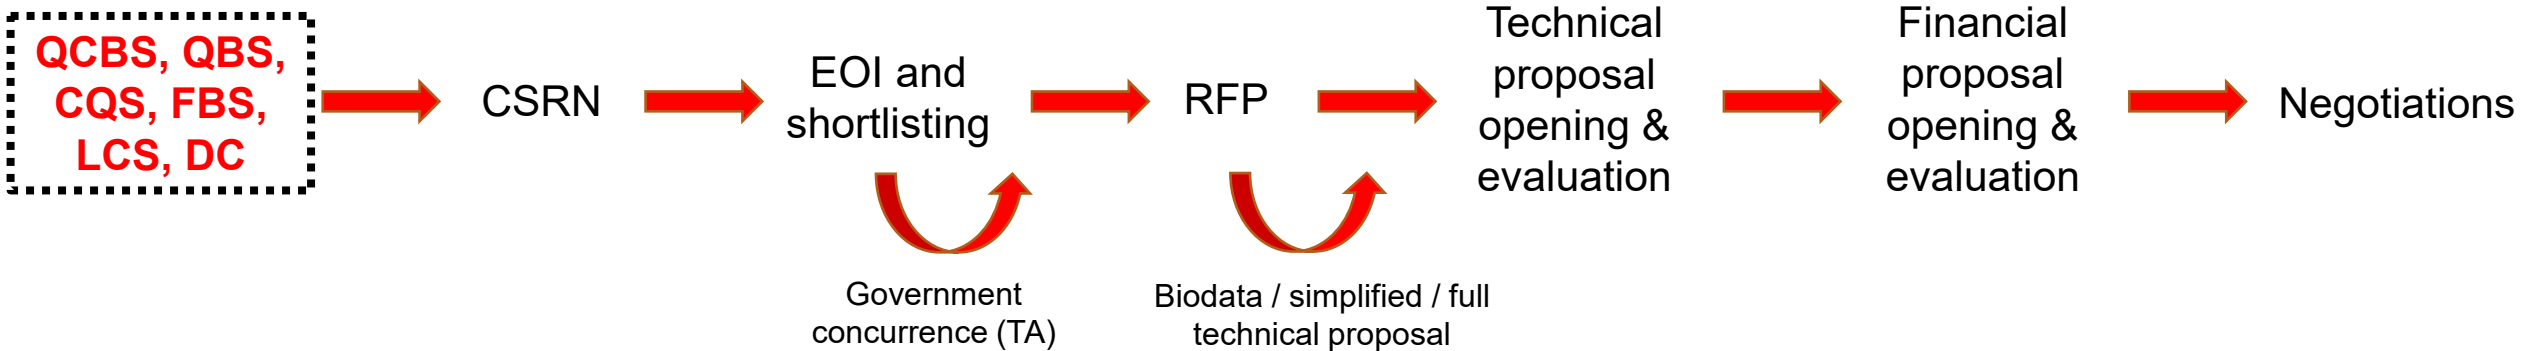 QCBS, QBS,
CQS, FBS,
LCS, DC
CSRN
EOI and
shortlisting
RFP
Technical
proposal
opening &
evaluation
Financial
proposal
opening &
evaluation
Negotiations
Government
concurrence (TA)
Biodata / simplified / full
technical proposal